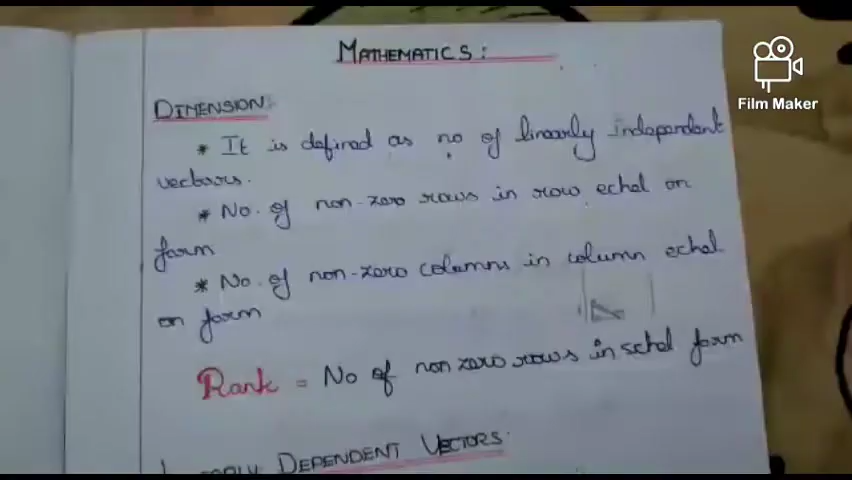 MATHEMATICS:
Film Maker
DIMENSION:
* It is defined as no of linearly independent
vectors.
* No. of non-zero rows in row echel on
form
* No. of non-zero columns in column echel
on form
Rank = No of non zero rows in schel form
DEPENDENT VECTORS: